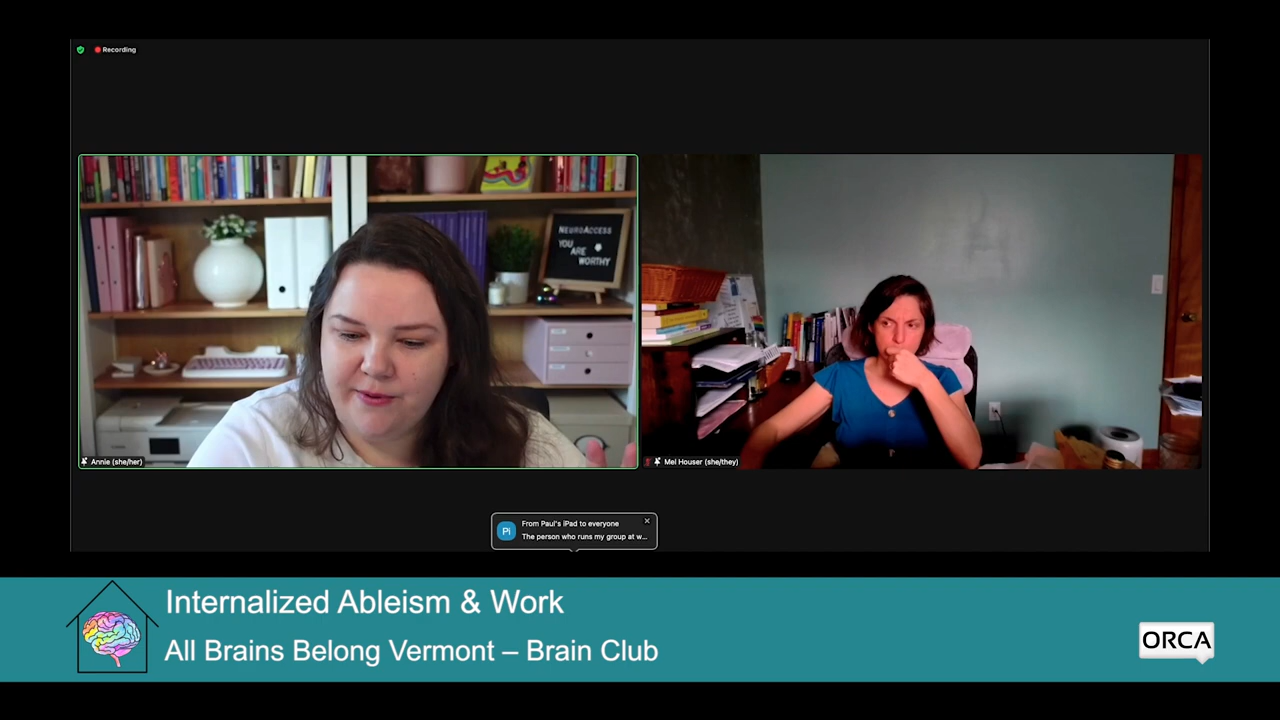 Recording
NEUROACCESS
YOU
ARE
WORTHY
Annie (she/her)
Mel Houser (she/they)
Pi
From Paul's iPad to everyone
The person who runs my group at w...
Internalized Ableism & Work
All Brains Belong Vermont – Brain Club
ORCA